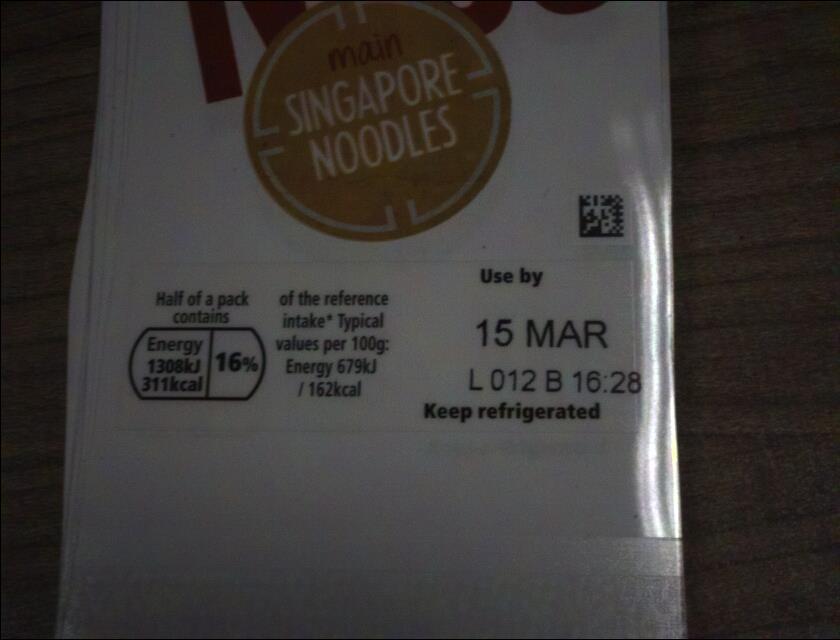 main
SINGAPORE
NOODLES
Half of a pack
contains
Energy
1308kJ
311kcal
16%
of the reference
intake* Typical
values per 100g:
Energy 679kJ
/ 162kcal
Use by
15 MAR
L 012 B 16:28
Keep refrigerated